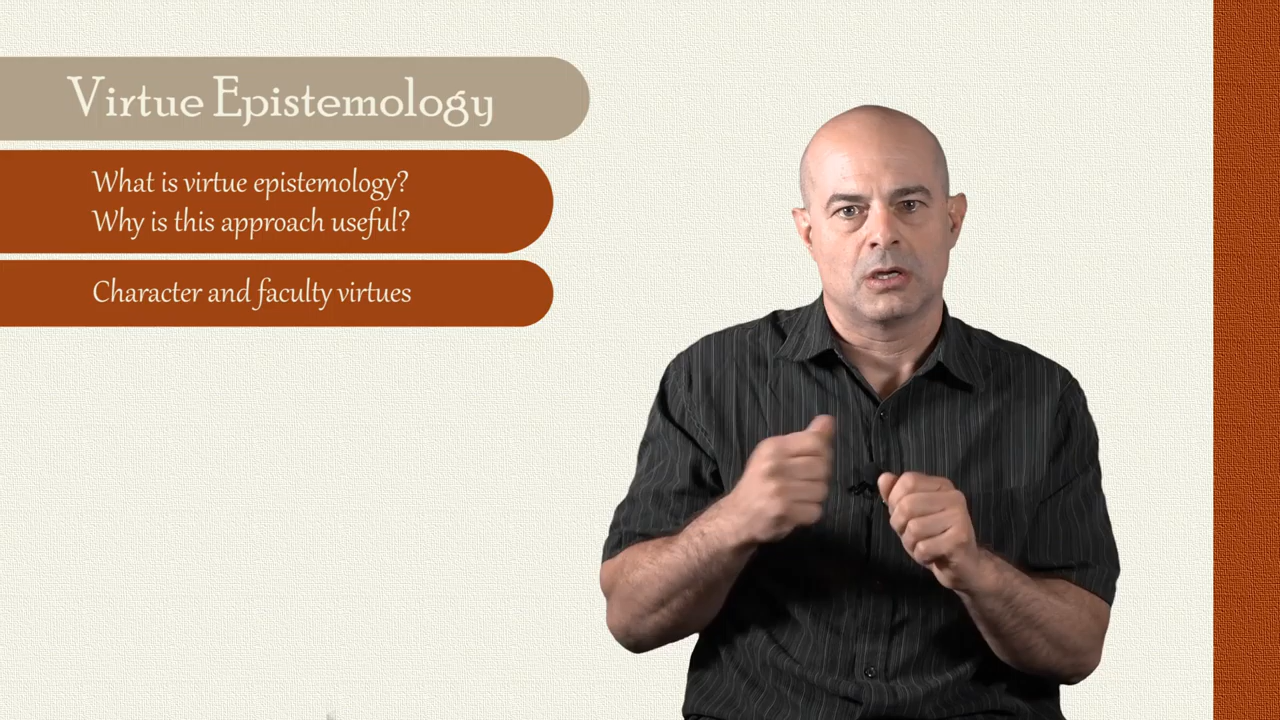 Virtue Epistemology
What is virtue epistemology?
Why is this approach useful?
Character and faculty virtues